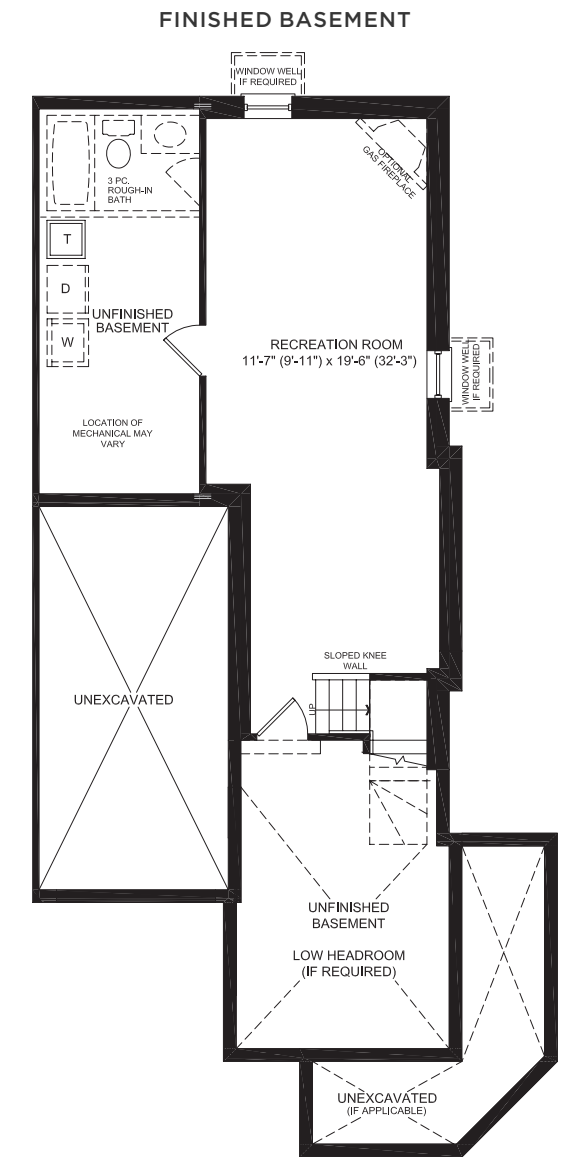 FINISHED BASEMENT
WINDOW WELL
IF REQUIRED
OPTIONAL
GAS FIREPLACE
3 PC.
ROUGH-IN
BATH
T
D
W
UNFINISHED
BASEMENT
RECREATION ROOM
11'-7" (9'-11") x 19'-6" (32'-3")
WINDOW WELL
IF REQUIRED
LOCATION OF
MECHANICAL MAY
VARY
SLOPED KNEE
WALL
UP
UNEXCAVATED
UNFINISHED
BASEMENT
LOW HEADROOM
(IF REQUIRED)
UNEXCAVATED
(IF APPLICABLE)